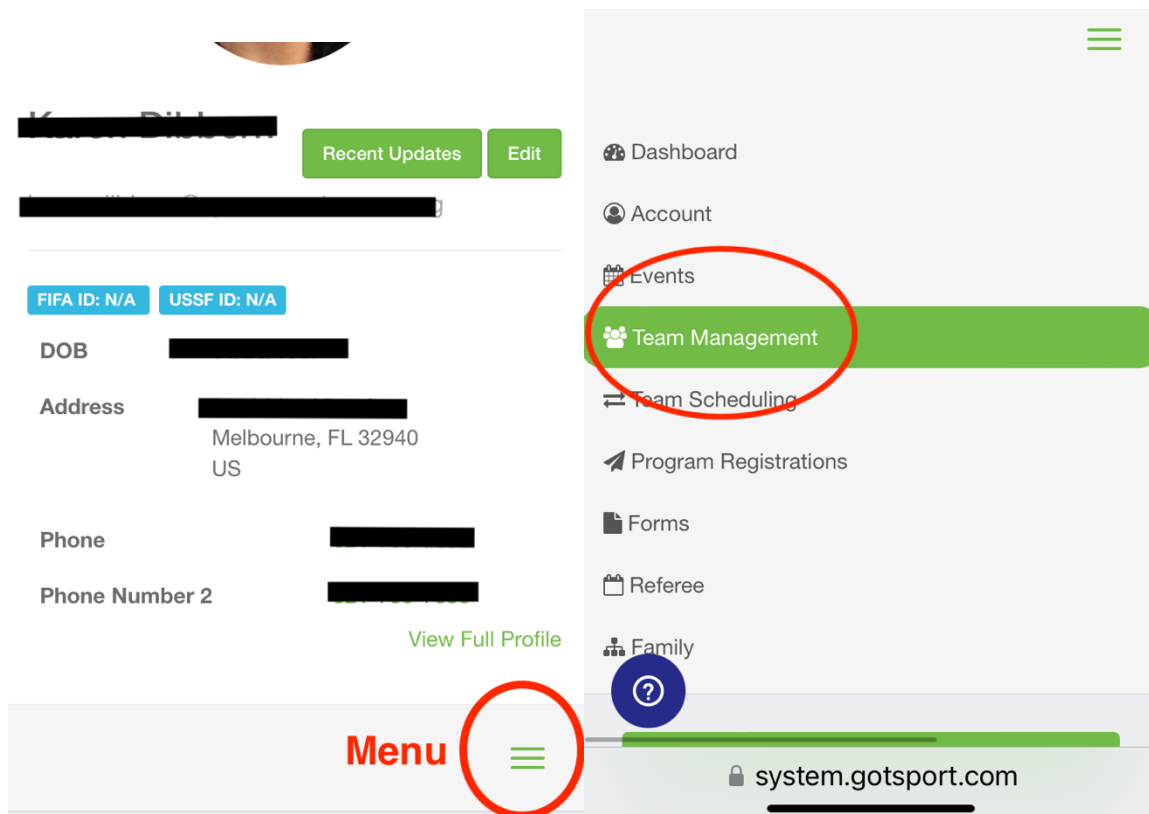 Recent Updates
Edit
FIFA ID: N/A
USSF ID: N/A
DOB
Address
Melbourne, FL 32940
US
Phone
Phone Number 2
View Full Profile
Menu
Dashboard
Account
Events
Team Management
Team Scheduling
Program Registrations
Forms
Referee
Family
?
system.gotsport.com